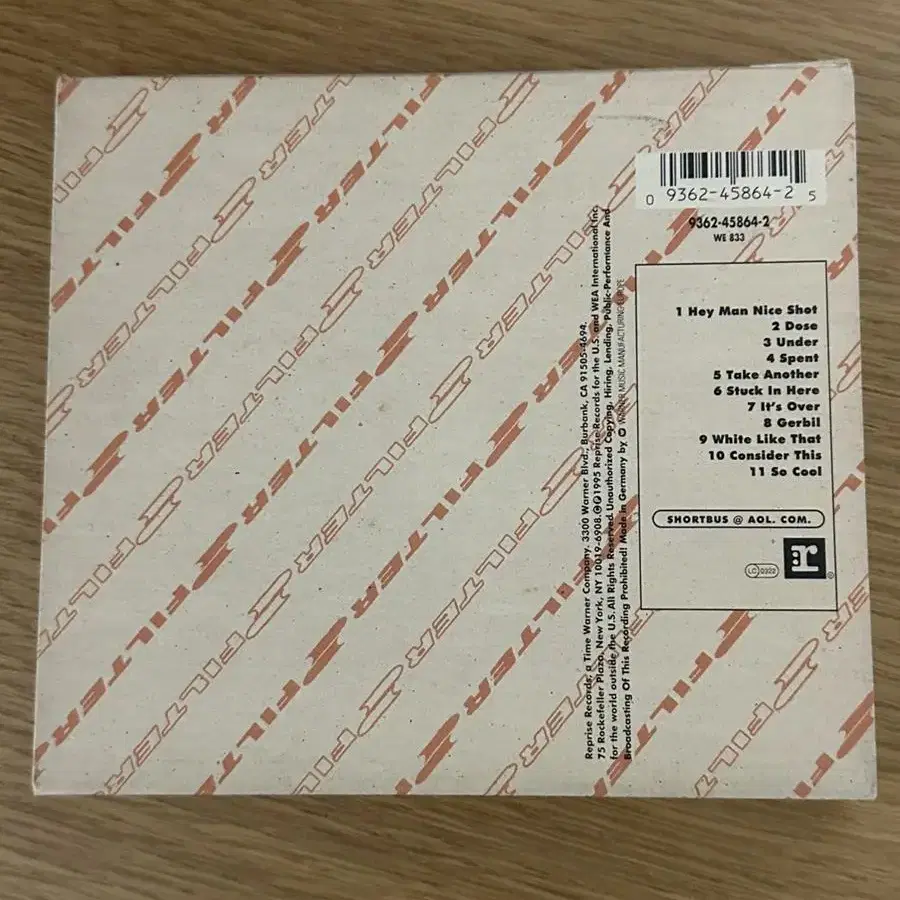 FILTER
0 9362-45864-2 5
9362-45864-2
WE 833
1 Hey Man Nice Shot
2 Dose
3 Under
4 Spent
5 Take Another
6 Stuck In Here
7 It's Over
8 Gerbil
9 White Like That
10 Consider This
11 So Cool
SHORTBUS @ AOL. COM.
LC 0322
r ®
Reprise Records, a Time Warner Company, 3300 Warner Blvd., Burbank, CA 91505-4694.
75 Rockefeller Plaza, New York, NY 10019-6908.©℗1995 Reprise Records for the U.S. and WEA International Inc.
for the world outside the U.S. All Rights Reserved. Unauthorized Copying, Hiring, Lending, Public-Performance And
Broadcasting Of This Recording Prohibited! Made in Germany by WARNER MUSIC MANUFACTURING EUROPE